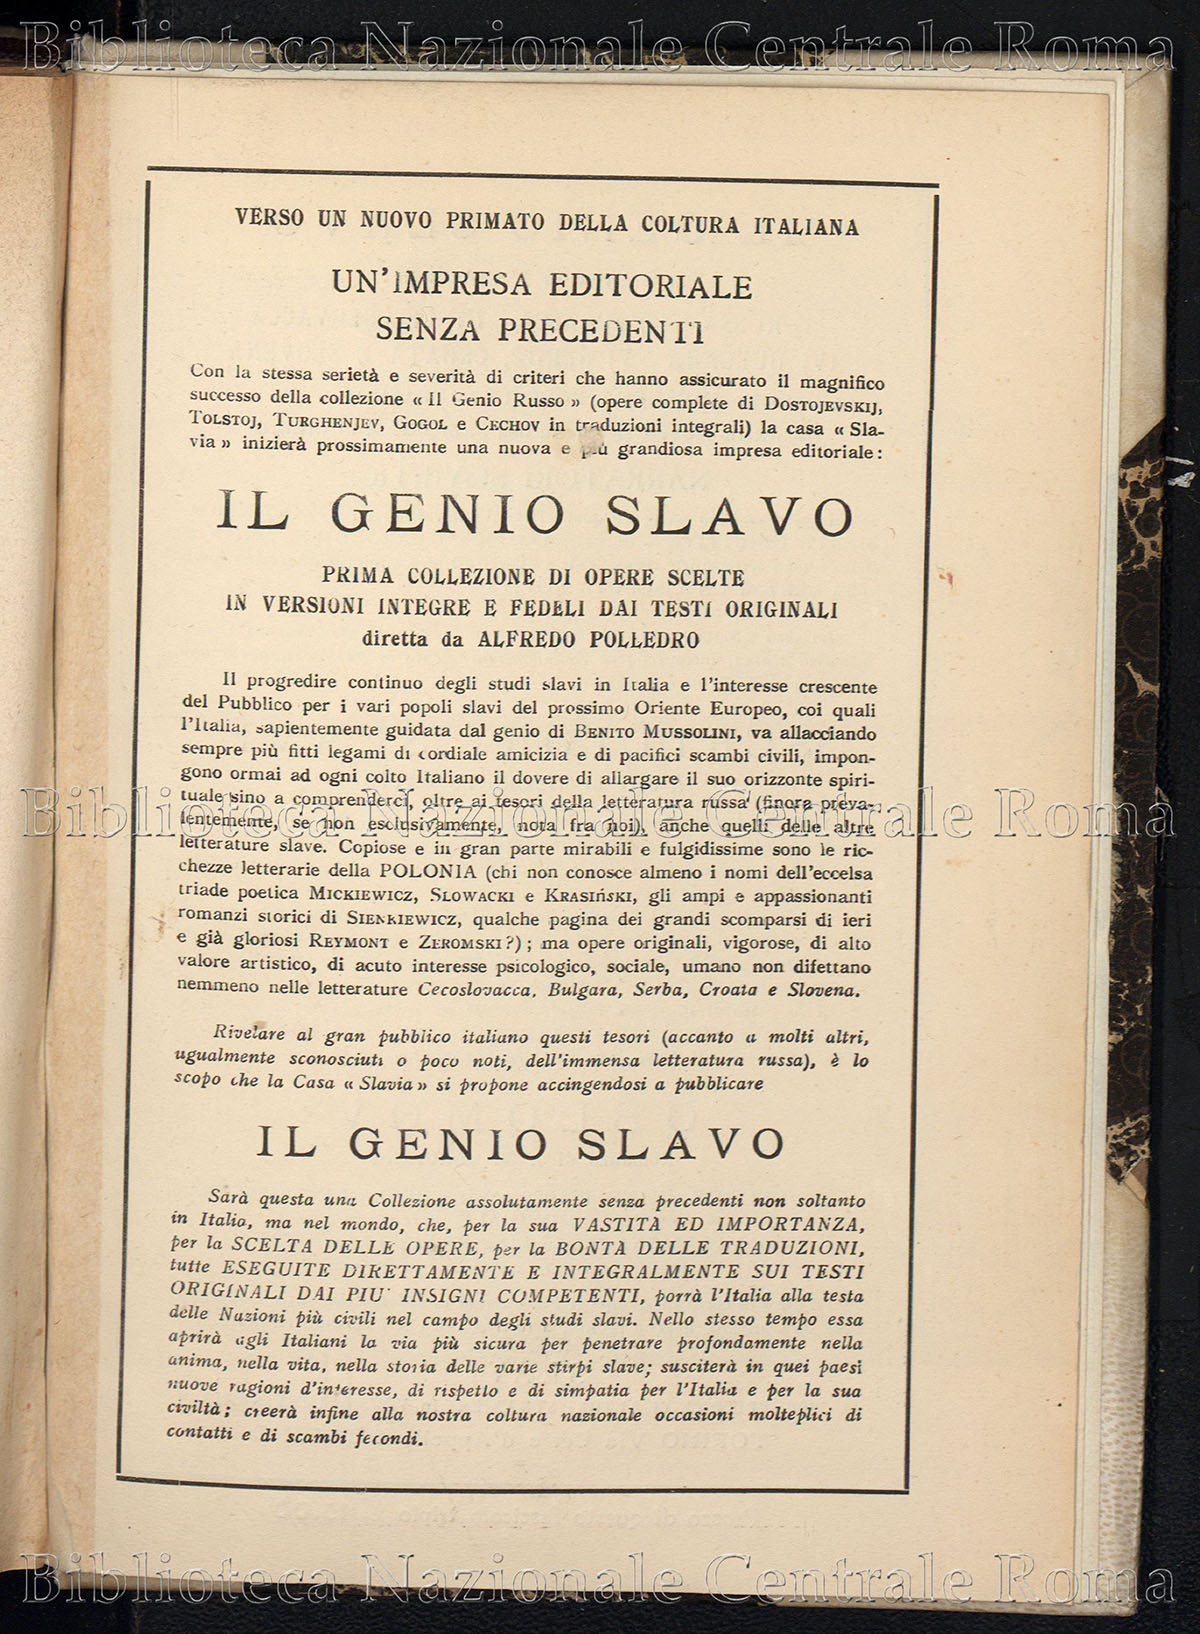 Biblioteca Nazionale Centrale Roma
VERSO UN NUOVO PRIMATO DELLA COLTURA ITALIANA
UN'IMPRESA EDITORIALE
SENZA PRECEDENTI
Con la stessa serietà e severità di criteri che hanno assicurato il magnifico
successo della collezione « Il Genio Russo » (opere complete di DOSTOJEVSKIJ,
TOLSTOJ, TURGHENJEV, GOGOL e CECHOV in traduzioni integrali) la casa « Sla-
via » inizierà prossimamente una nuova e più grandiosa impresa editoriale :
IL GENIO SLAVO
PRIMA COLLEZIONE DI OPERE SCELTE
IN VERSIONI INTEGRE E FEDELI DAI TESTI ORIGINALI
diretta da ALFREDO POLLEDRO
Il progredire continuo degli studi slavi in Italia e l'interesse crescente
del Pubblico per i vari popoli slavi del prossimo Oriente Europeo, coi quali
l'Italia, sapientemente guidata dal genio di BENITO MUSSOLINI, va allacciando
sempre più fitti legami di cordiale amicizia e di pacifici scambi civili, impon-
gono ormai ad ogni colto Italiano il dovere di allargare il suo orizzonte spiri-
tuale sino a comprenderci, oltre ai tesori della letteratura russa (finora preva-
Biblioteca Nazionale Centrale Roma
lentemente, se non esclusivamente, nota fra noi), anche quelli delle altre
letterature slave. Copiose e in gran parte mirabili e fulgidissime sono le ric-
chezze letterarie della POLONIA (chi non conosce almeno i nomi dell'eccelsa
triade poetica MICKIEWICZ, SLOWACKI e KRASIŃSKI, gli ampi e appassionanti
romanzi storici di SIENKIEWICZ, qualche pagina dei grandi scomparsi di ieri
e già gloriosi REYMONT e ZEROMSKI?) ; ma opere originali, vigorose, di alto
valore artistico, di acuto interesse psicologico, sociale, umano non difettano
nemmeno nelle letterature Cecoslovacca, Bulgara, Serba, Croata e Slovena.
Rivelare al gran pubblico italiano questi tesori (accanto a molti altri,
ugualmente sconosciuti o poco noti, dell'immensa letteratura russa), è lo
scopo che la Casa « Slavia » si propone accingendosi a pubblicare
IL GENIO SLAVO
Sarà questa una Collezione assolutamente senza precedenti non soltanto
in Italia, ma nel mondo, che, per la sua VASTITÀ ED IMPORTANZA,
per la SCELTA DELLE OPERE, per la BONTÀ DELLE TRADUZIONI,
tutte ESEGUITE DIRETTAMENTE E INTEGRALMENTE SUI TESTI
ORIGINALI DAI PIU' INSIGNI COMPETENTI, porrà l'Italia alla testa
delle Nazioni più civili nel campo degli studi slavi. Nello stesso tempo essa
aprirà agli Italiani la via più sicura per penetrare profondamente nella
anima, nella vita, nella storia delle varie stirpi slave; susciterà in quei paesi
nuove ragioni d'interesse, di rispetto e di simpatia per l'Italia e per la sua
civiltà ; creerà infine alla nostra coltura nazionale occasioni molteplici di
contatti e di scambi fecondi.
Biblioteca Nazionale Centrale Roma